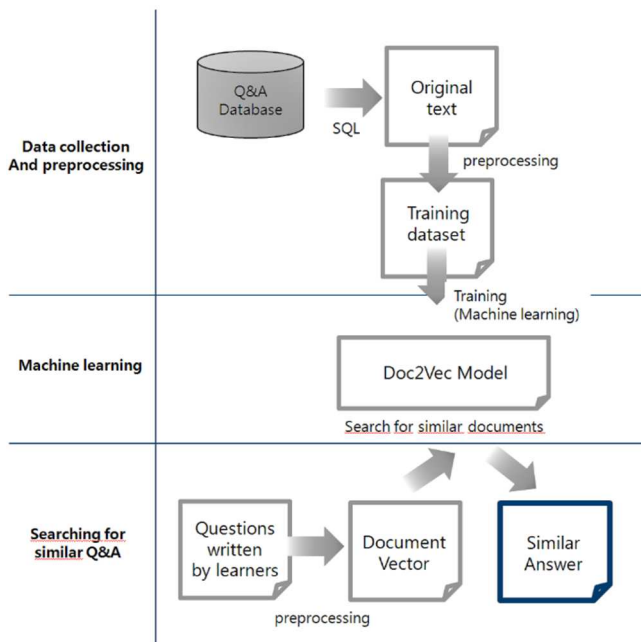 Data collection
And preprocessing
Q&A
Database
SQL
Original
text
preprocessing
Training
dataset
Training
(Machine learning)
Machine learning
Doc2Vec Model
Search for similar documents
Searching for
similar Q&A
Questions
written
by learners
preprocessing
Document
Vector
Similar
Answer